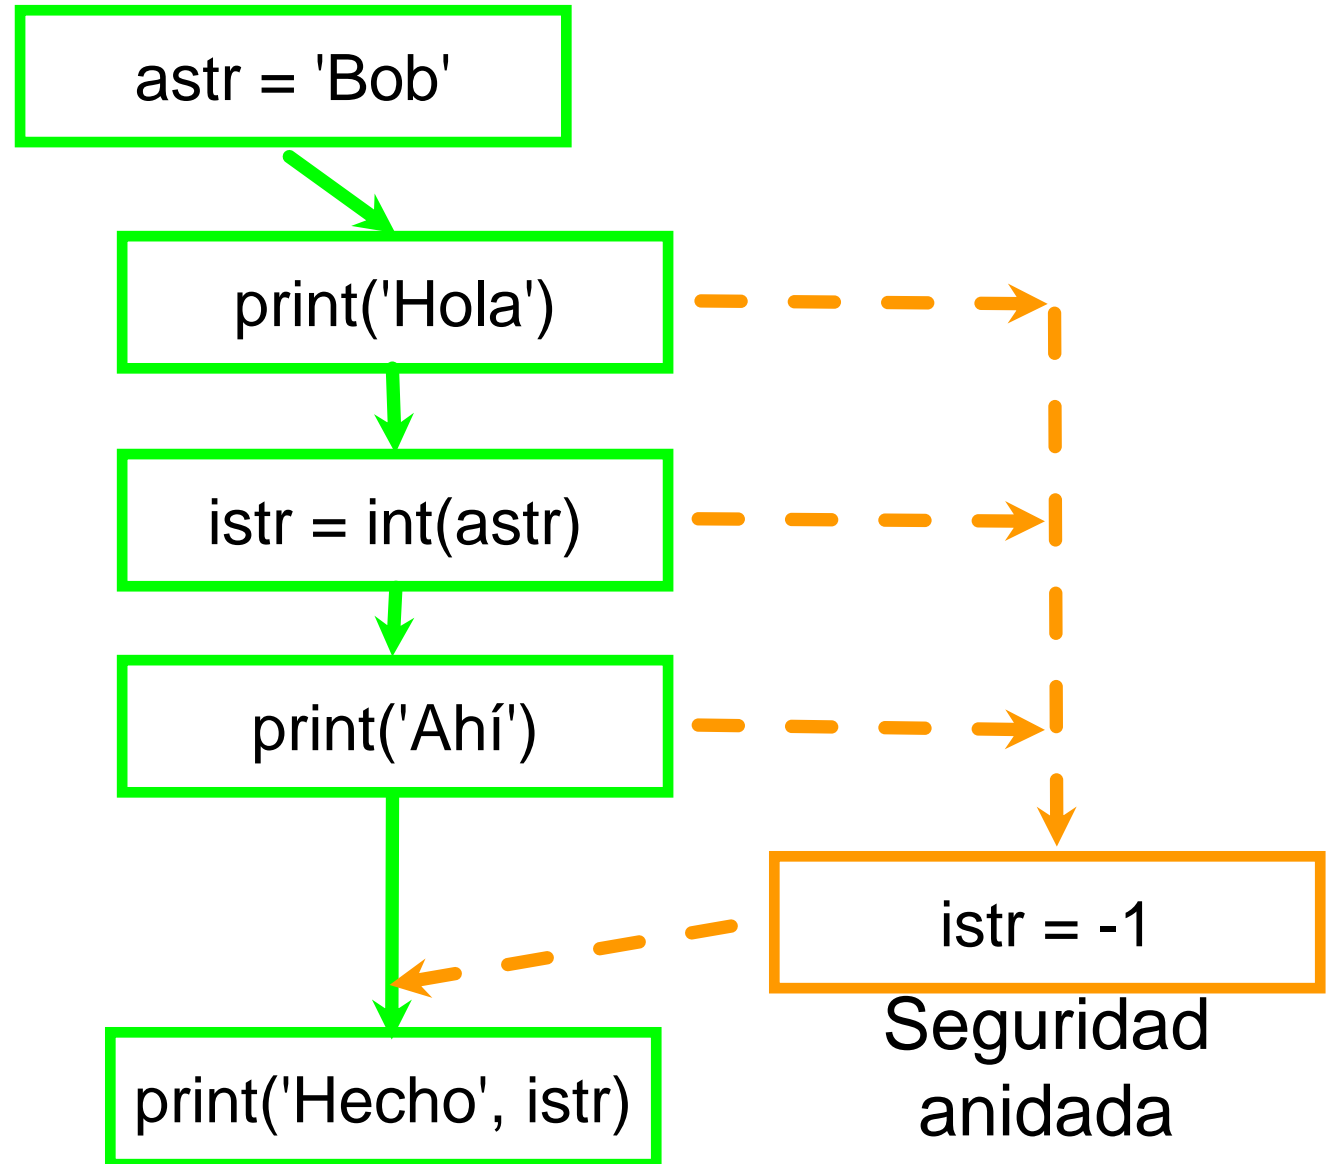 astr = 'Bob'
print('Hola')
istr = int(astr)
print('Ahí')
istr = -1
Seguridad
anidada
print('Hecho', istr)